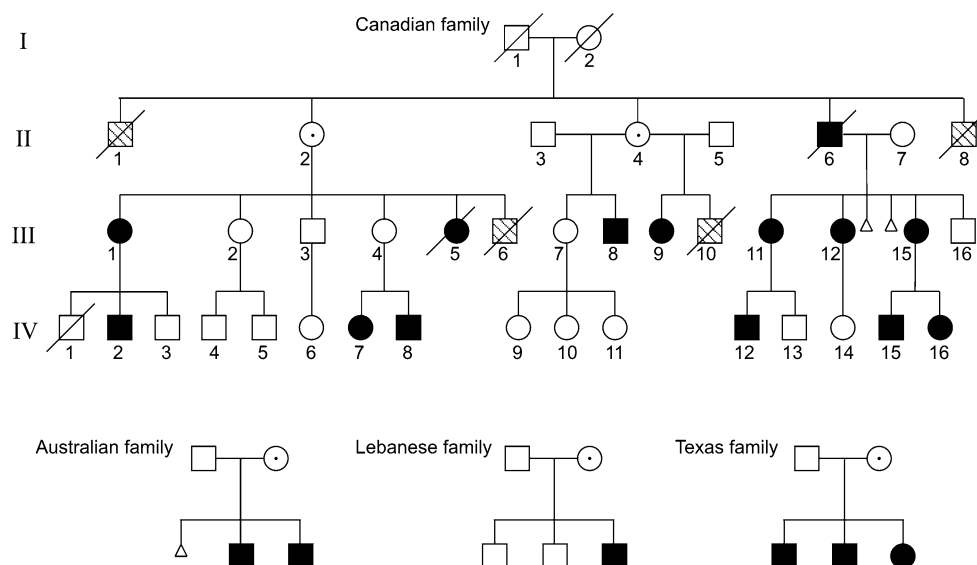 Canadian family
I
1 2
II
1 2 3 4 5 6 7 8
III
1 2 3 4 5 6 7 8 9 10 11 12 15 16
IV
1 2 3 4 5 6 7 8 9 10 11 12 13 14 15 16
Australian family Lebanese family Texas family